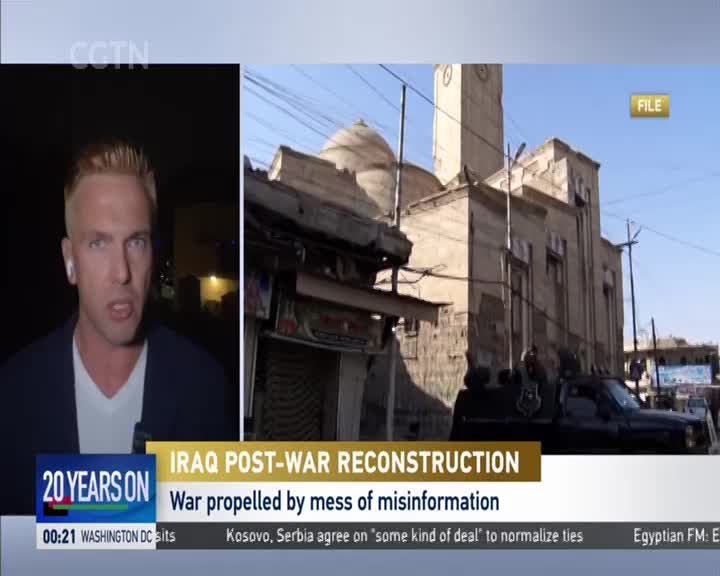 CGTN
FILE
IRAQ POST-WAR RECONSTRUCTION
20 YEARS ON
War propelled by mess of misinformation
00:21 WASHINGTON DC sits Kosovo, Serbia agree on "some kind of deal" to normalize ties Egyptian FM: E